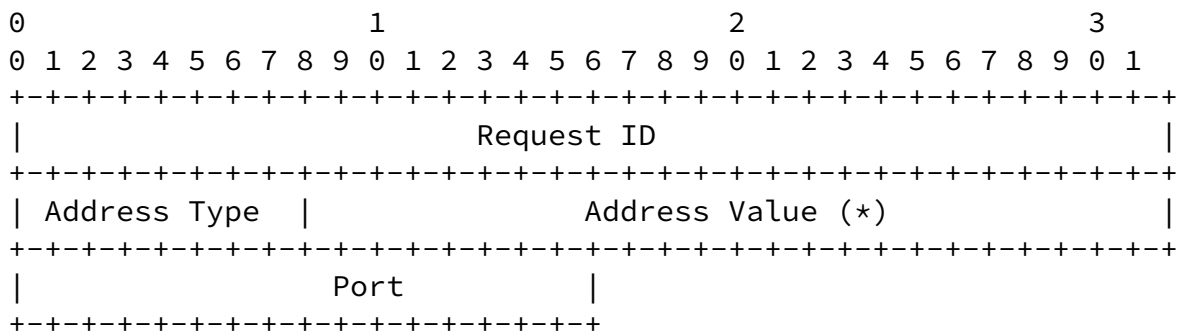 0                   1                   2                   3
0 1 2 3 4 5 6 7 8 9 0 1 2 3 4 5 6 7 8 9 0 1 2 3 4 5 6 7 8 9 0 1
+-+-+-+-+-+-+-+-+-+-+-+-+-+-+-+-+-+-+-+-+-+-+-+-+-+-+-+-+-+-+-+-+
|                          Request ID                           |
+-+-+-+-+-+-+-+-+-+-+-+-+-+-+-+-+-+-+-+-+-+-+-+-+-+-+-+-+-+-+-+-+
| Address Type  |               Address Value (*)               |
+-+-+-+-+-+-+-+-+-+-+-+-+-+-+-+-+-+-+-+-+-+-+-+-+-+-+-+-+-+-+-+-+
|                 Port          |
+-+-+-+-+-+-+-+-+-+-+-+-+-+-+-+-+